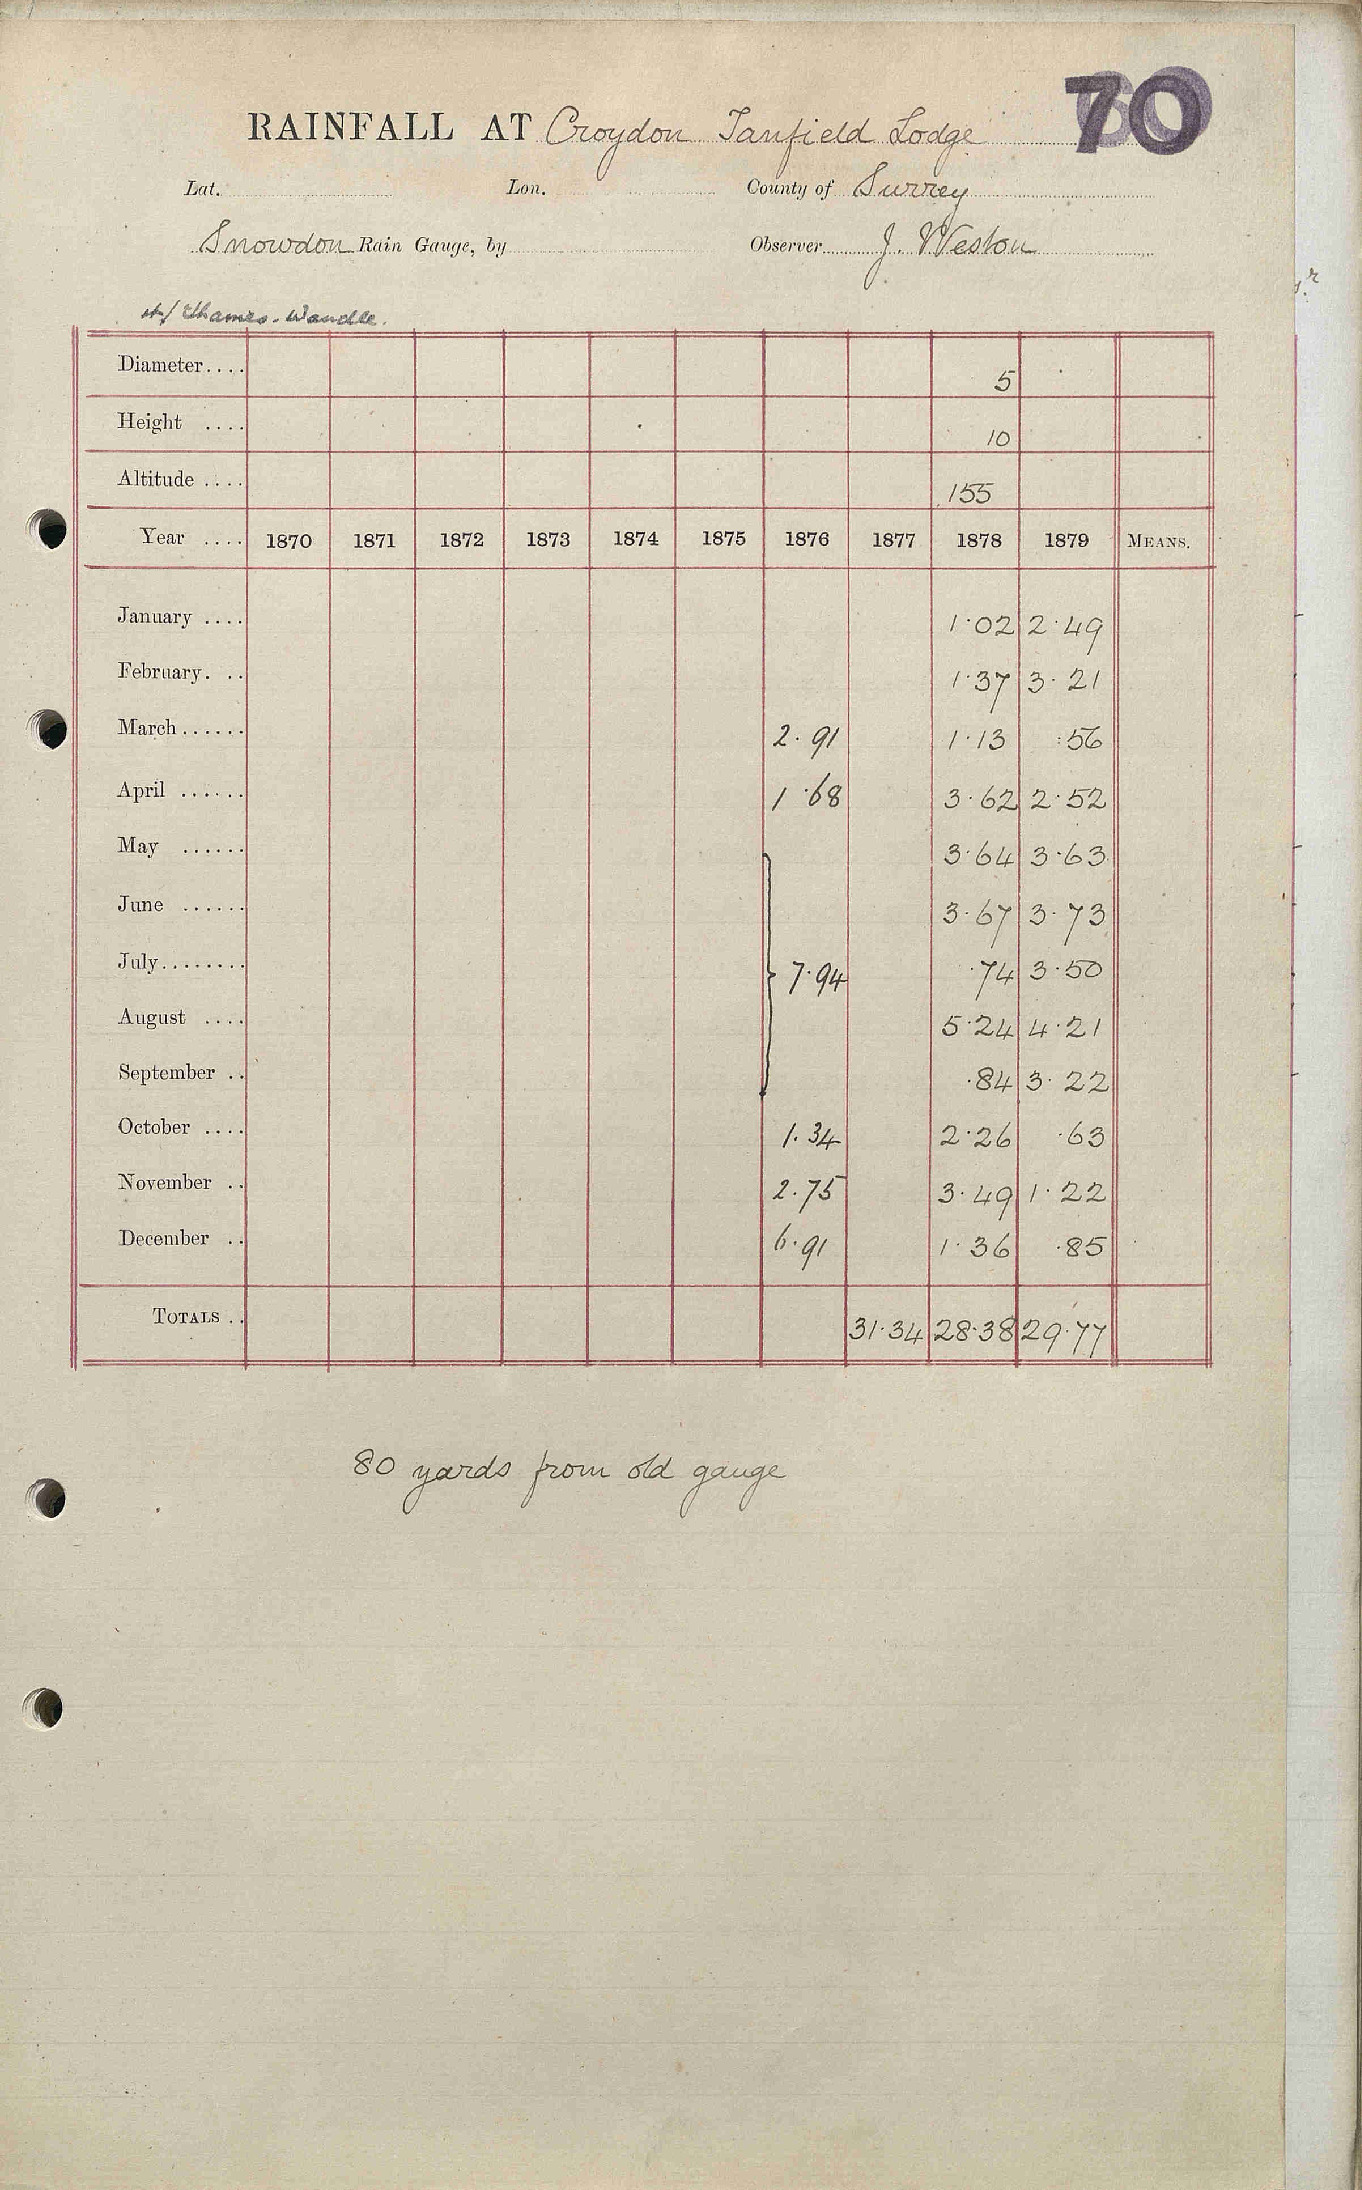 70
RAINFALL AT Croydon Tanfield Lodge
Lat. Lon. County of Surrey
Snowdon Rain Gauge, by Observer J. Weston
Thames. Wandle.
Diameter.... 5
Height .... 10
Altitude .... 155
Year .... 1870 1871 1872 1873 1874 1875 1876 1877 1878 1879 MEANS.
January .... 1.02 2.49
February. .. 1.37 3.21
March...... 2.91 1.13 .56
April ...... 1.68 3.62 2.52
May ...... 3.64 3.63
June ...... 3.67 3.73
July........ 7.94 .74 3.50
August .... 5.24 4.21
September .. .84 3.22
October .... 1.34 2.26 .63
November .. 2.75 3.49 1.22
December .. 6.91 1.36 .85
TOTALS .. 31.34 28.38 29.77
80 yards from old gauge